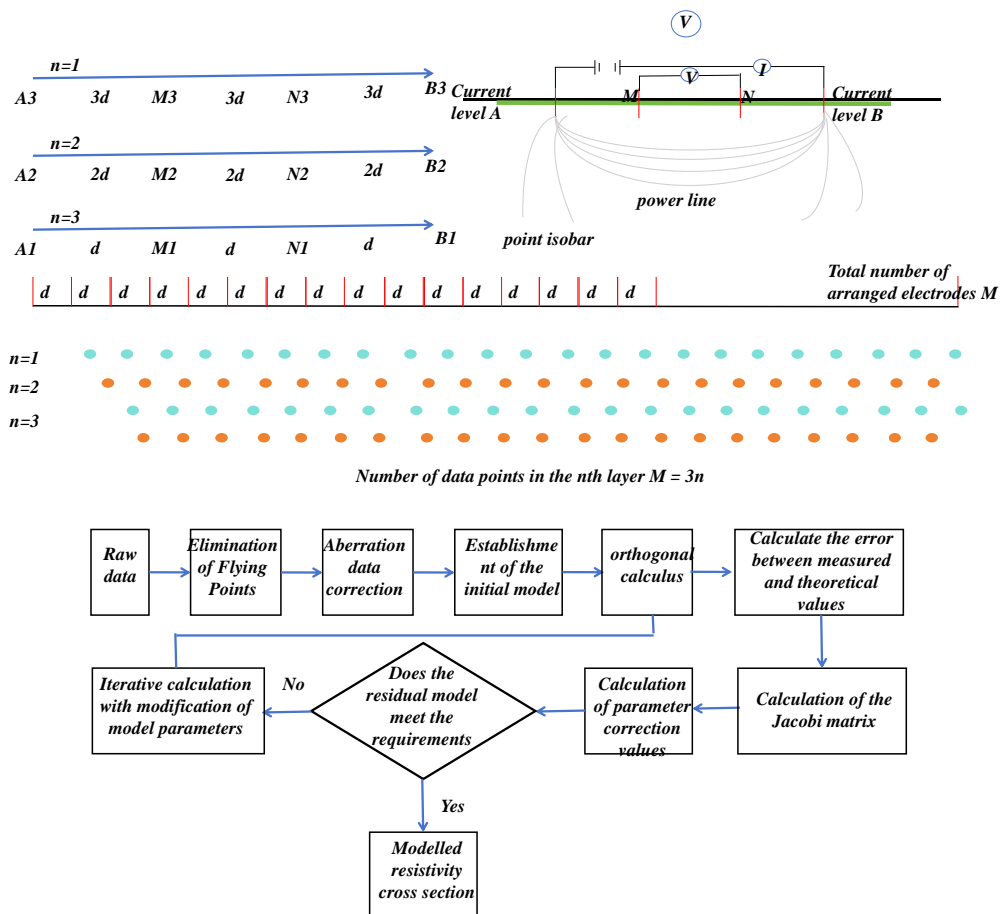 V
n=1
A3 3d M3 3d N3 3d B3
n=2
A2 2d M2 2d N2 2d B2
n=3
A1 d M1 d N1 d B1
I
V
Current
level A
M
N
Current
level B
power line
point isobar
d d d d d d d d d d d d d d d d
Total number of
arranged electrodes M
n=1
n=2
n=3
Number of data points in the nth layer M = 3n
Raw
data
Elimination
of Flying
Points
Aberration
data
correction
Establishme
nt of the
initial model
orthogonal
calculus
Calculate the error
between measured
and theoretical
values
Iterative calculation
with modification of
model parameters
No
Does the
residual model
meet the
requirements
Calculation
of parameter
correction
values
Calculation of the
Jacobi matrix
Yes
Modelled
resistivity
cross section